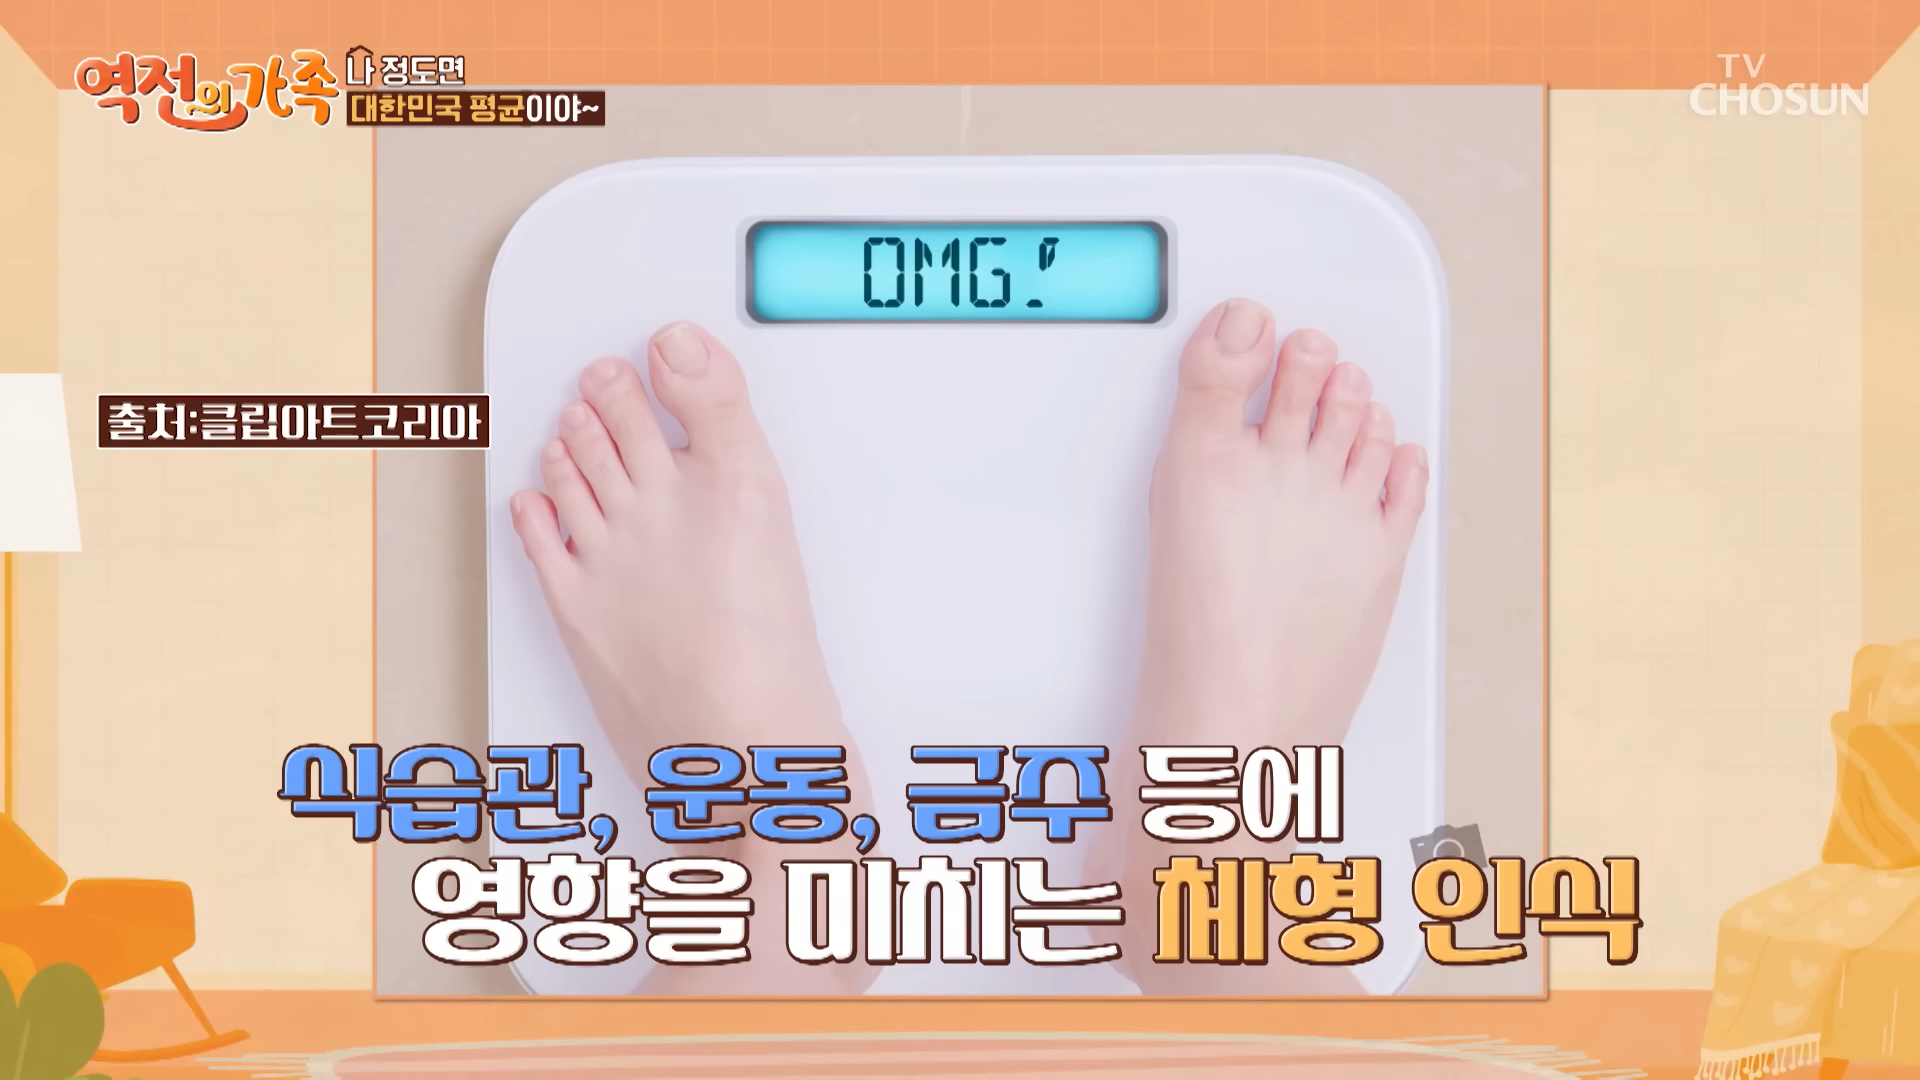 역전의 가족
나 정도면
대한민국 평균이야~
TV
CHOSUN
OMG!
출처:클립아트코리아
식습관, 운동, 금주 등에
영향을 미치는 체형 인식